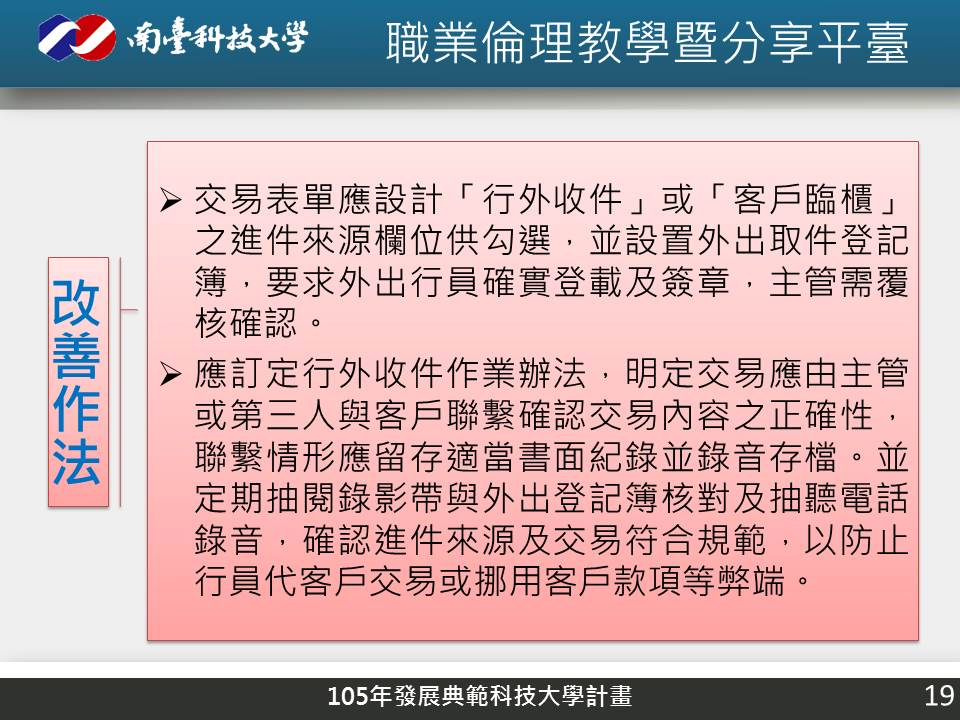 南臺科技大學
職業倫理教學暨分享平臺
改善作法
➢ 交易表單應設計「行外收件」或「客戶臨櫃」
之進件來源欄位供勾選，並設置外出取件登記
簿，要求外出行員確實登載及簽章，主管需覆
核確認。
➢ 應訂定行外收件作業辦法，明定交易應由主管
或第三人與客戶聯繫確認交易內容之正確性，
聯繫情形應留存適當書面紀錄並錄音存檔。並
定期抽閱錄影帶與外出登記簿核對及抽聽電話
錄音，確認進件來源及交易符合規範，以防止
行員代客戶交易或挪用客戶款項等弊端。
105年發展典範科技大學計畫
19